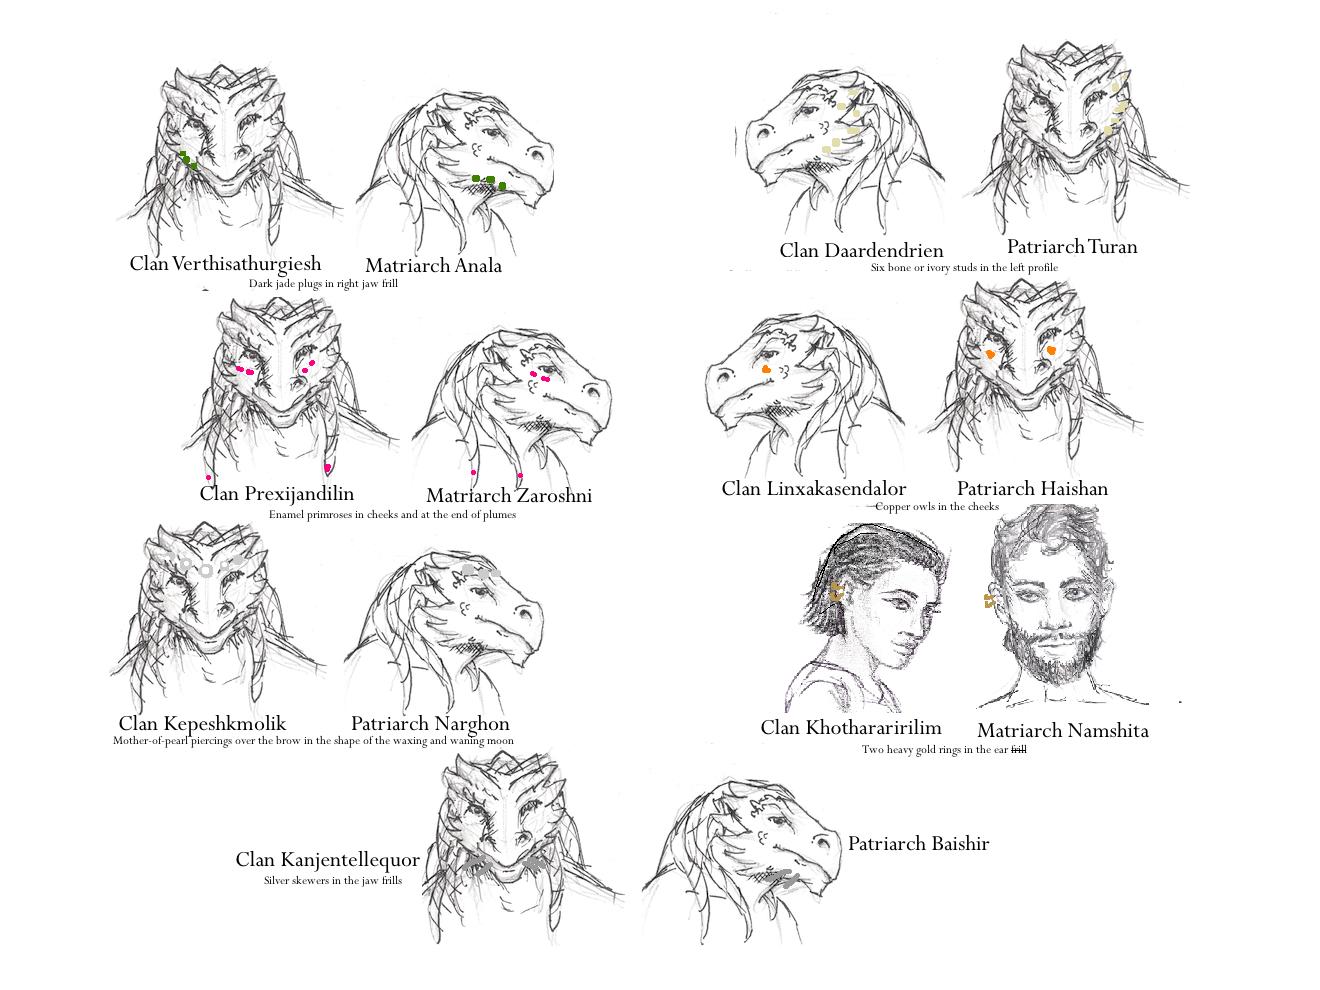 Clan Verthisathurgiesh
Matriarch Anala
Dark jade plugs in right jaw frill
Clan Daardendrien
Patriarch Turan
Six bone or ivory studs in the left profile
Clan Prexijandilin
Matriarch Zaroshni
Enamel primroses in cheeks and at the end of plumes
Clan Linxakasendalor
Patriarch Haishan
Copper owls in the cheeks
Clan Kepeshkmolik
Patriarch Narghon
Mother-of-pearl piercings over the brow in the shape of the waxing and waning moon
Clan Khothararirilim
Matriarch Namshita
Two heavy gold rings in the ear frill
Clan Kanjentellequor
Silver skewers in the jaw frills
Patriarch Baishir